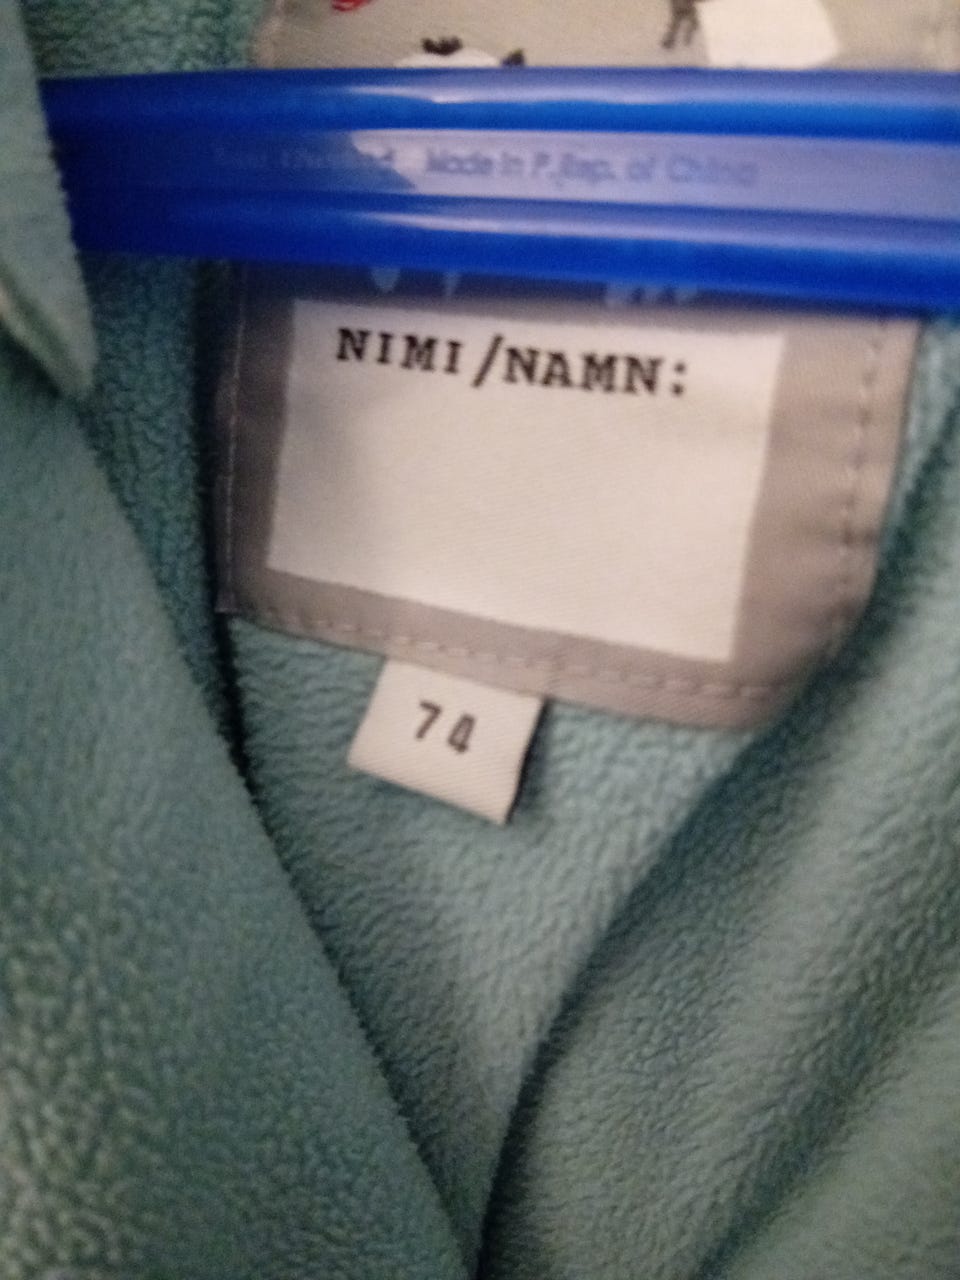 Made in P.Rep. of China
NIMI/NAMN:
74